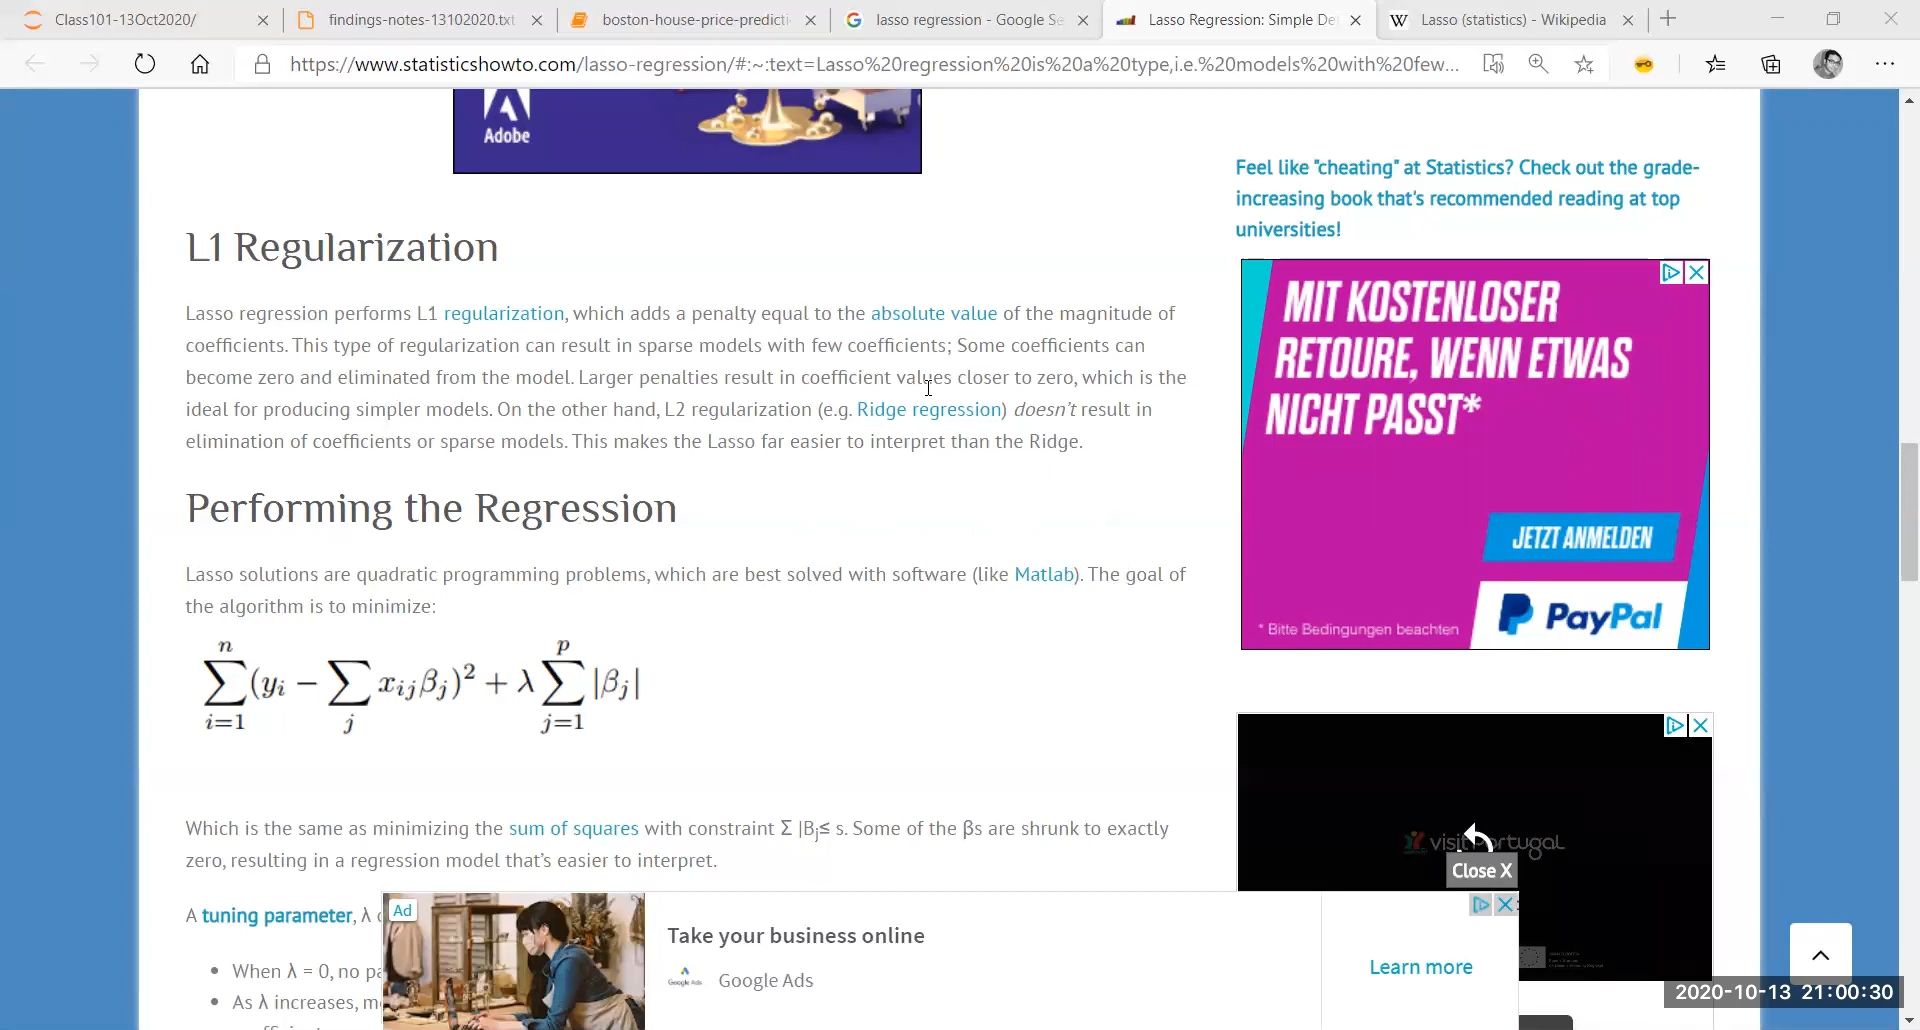 Class101-13Oct2020/
findings-notes-13102020.txt
boston-house-price-predicti
lasso regression - Google Se
Lasso Regression: Simple De
Lasso (statistics) - Wikipedia
https://www.statisticshowto.com/lasso-regression/#:~:text=Lasso%20regression%20is%20a%20type,i.e.%20models%20with%20few...
Adobe
Feel like "cheating" at Statistics? Check out the grade-
increasing book that's recommended reading at top
universities!
L1 Regularization
Lasso regression performs L1 regularization, which adds a penalty equal to the absolute value of the magnitude of
coefficients. This type of regularization can result in sparse models with few coefficients; Some coefficients can
become zero and eliminated from the model. Larger penalties result in coefficient values closer to zero, which is the
ideal for producing simpler models. On the other hand, L2 regularization (e.g. Ridge regression) doesn't result in
elimination of coefficients or sparse models. This makes the Lasso far easier to interpret than the Ridge.
MIT KOSTENLOSER
RETOURE, WENN ETWAS
NICHT PASST*
JETZT ANMELDEN
* Bitte Bedingungen beachten
PayPal
Performing the Regression
Lasso solutions are quadratic programming problems, which are best solved with software (like Matlab). The goal of
the algorithm is to minimize:
n p
∑(yi − ∑ xijβj)² + λ∑|βj|
i=1 j j=1
Which is the same as minimizing the sum of squares with constraint Σ |Bj≤ s. Some of the βs are shrunk to exactly
zero, resulting in a regression model that's easier to interpret.
visitportugal
Close X
A tuning parameter, λ c
When λ = 0, no pa
As λ increases, m
Ad
Take your business online
Google Ads
Google Ads
Learn more
2020-10-13 21:00:30